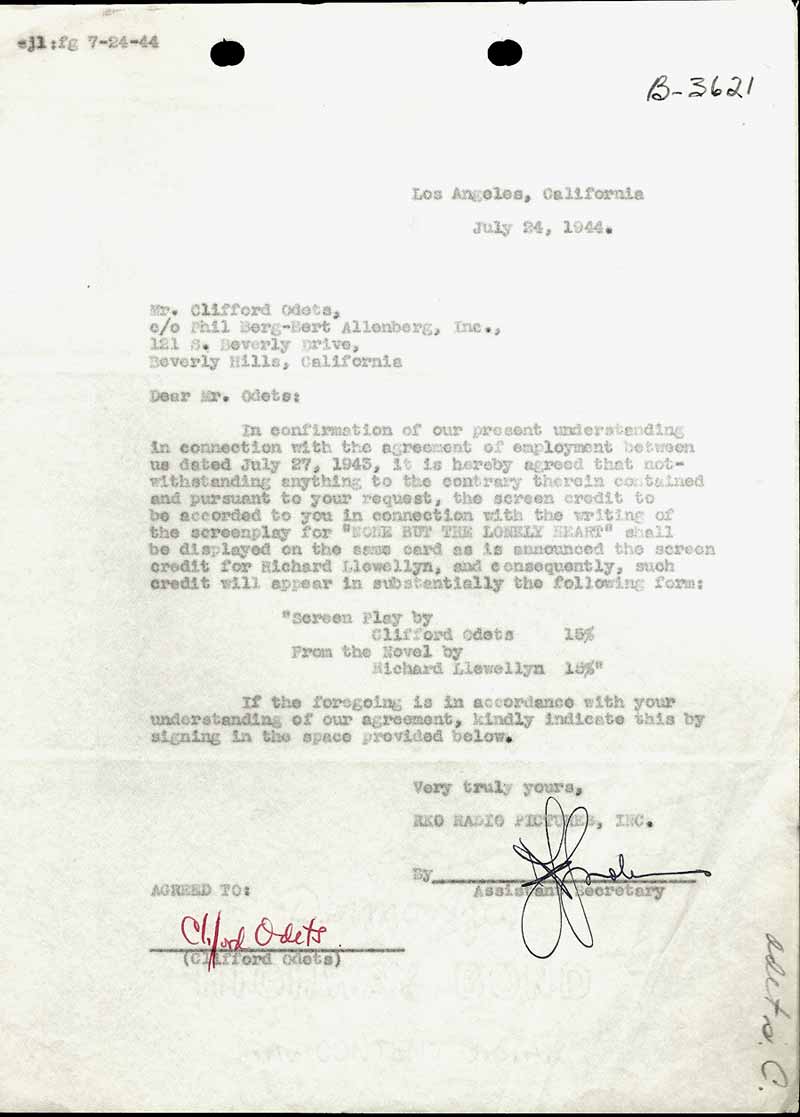 ejl:fg 7-24-44
B-3621
Los Angeles, California
July 24, 1944.
Mr. Clifford Odets,
c/o Phil Berg-Bert Allenberg, Inc.,
121 S. Beverly Drive,
Beverly Hills, California
Dear Mr. Odets:
In confirmation of our present understanding
in connection with the agreement of employment between
us dated July 27, 1943, it is hereby agreed that not-
withstanding anything to the contrary therein contained
and pursuant to your request, the screen credit to
be accorded to you in connection with the writing of
the screenplay for "NONE BUT THE LONELY HEART" shall
be displayed on the same card as is announced the screen
credit for Richard Llewellyn, and consequently, such
credit will appear in substantially the following form:
"Screen Play by
Clifford Odets 15%
From the Novel by
Richard Llewellyn 15%"
If the foregoing is in accordance with your
understanding of our agreement, kindly indicate this by
signing in the space provided below.
Very truly yours,
RKO RADIO PICTURES, INC.
By
Assistant Secretary
AGREED TO:
Clifford Odets
(Clifford Odets)
odets. C.